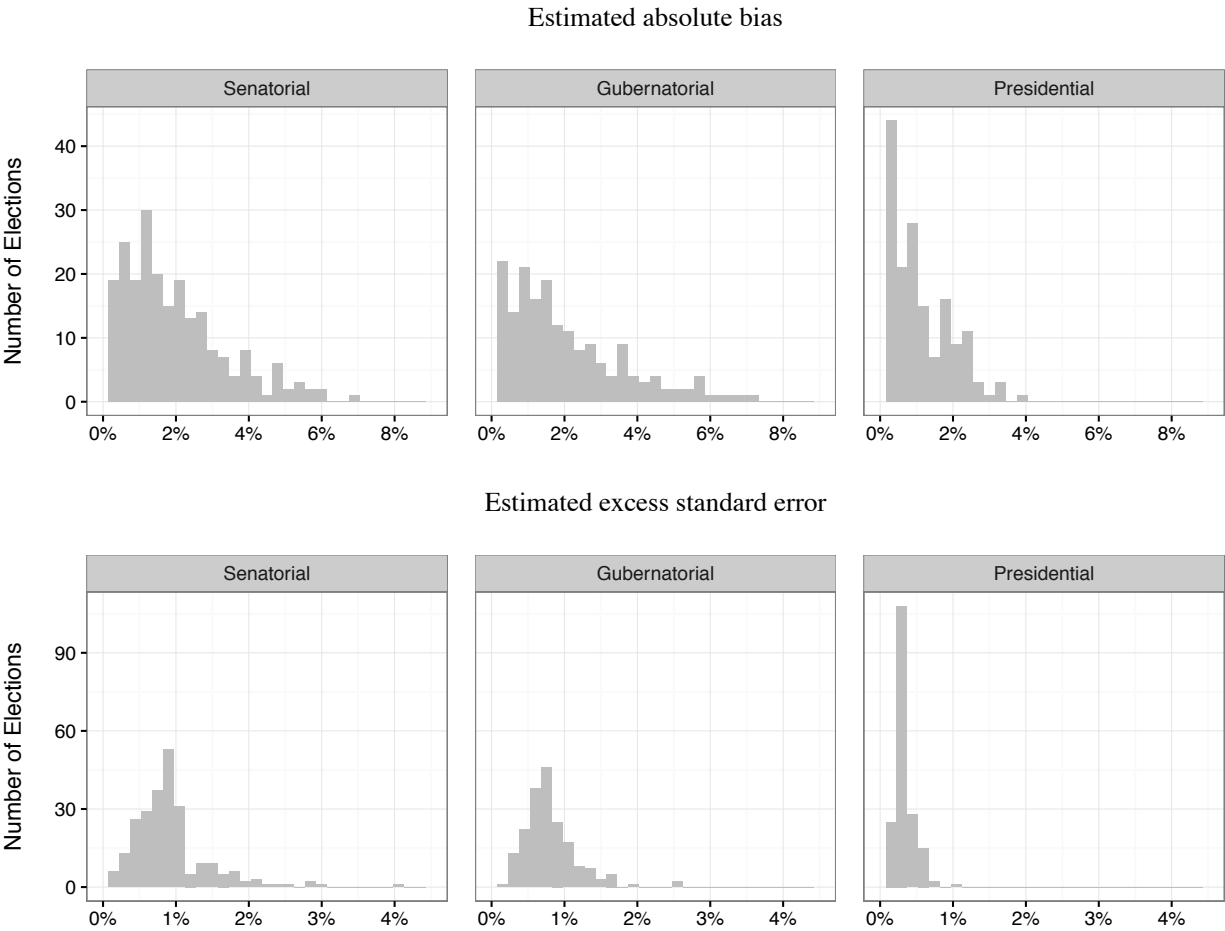 Estimated absolute bias
Senatorial Gubernatorial Presidential
Number of Elections
40
30
20
10
0
0% 2% 4% 6% 8% 0% 2% 4% 6% 8% 0% 2% 4% 6% 8%
Estimated excess standard error
Senatorial Gubernatorial Presidential
Number of Elections
90
60
30
0
0% 1% 2% 3% 4% 0% 1% 2% 3% 4% 0% 1% 2% 3% 4%